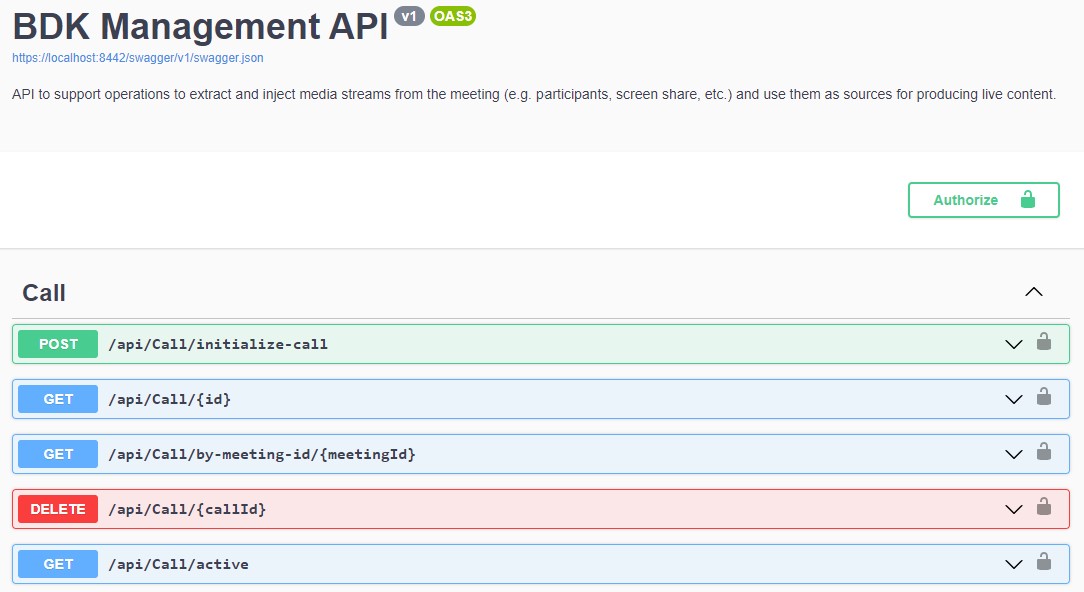 BDK Management API v1 OAS3
https://localhost:8442/swagger/v1/swagger.json
API to support operations to extract and inject media streams from the meeting (e.g. participants, screen share, etc.) and use them as sources for producing live content.
Authorize
Call
POST /api/Call/initialize-call
GET /api/Call/{id}
GET /api/Call/by-meeting-id/{meetingId}
DELETE /api/Call/{callId}
GET /api/Call/active